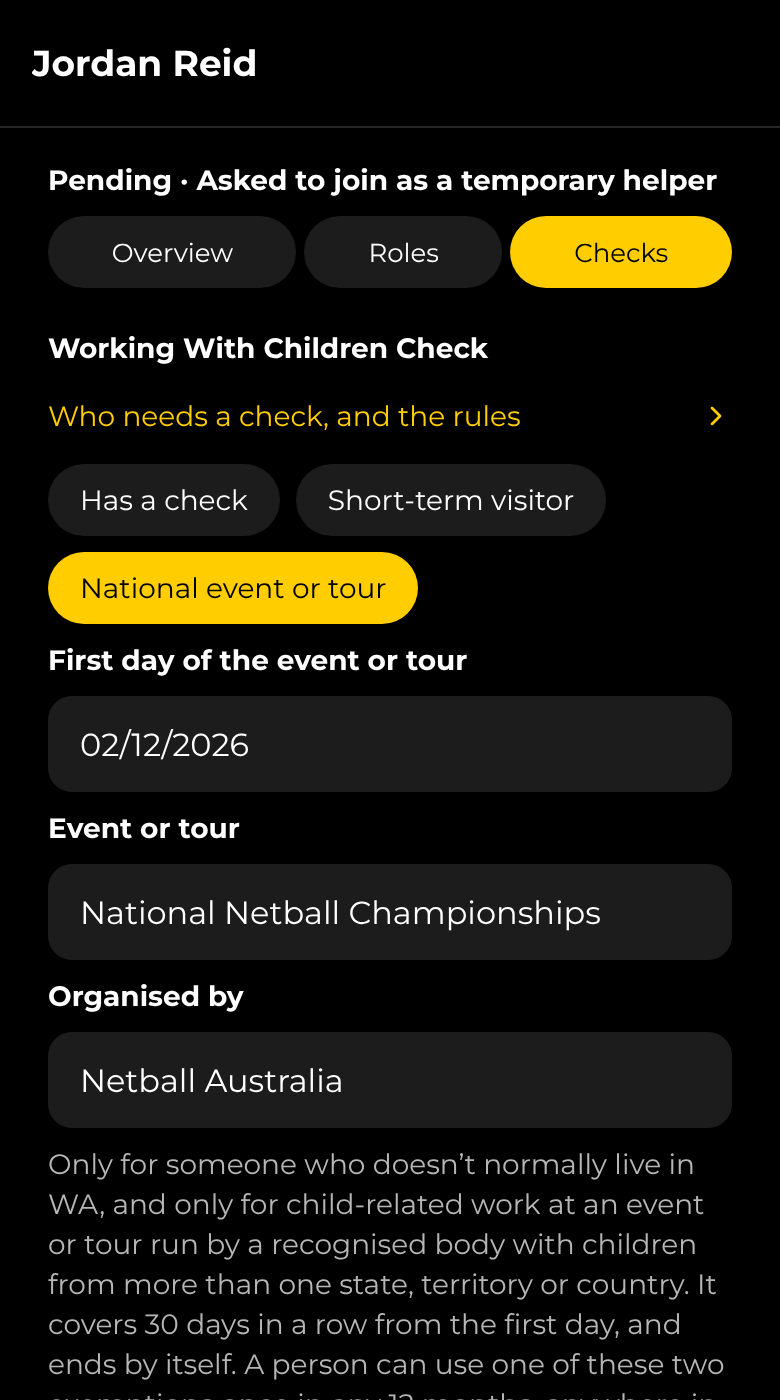 Jordan Reid
Pending · Asked to join as a temporary helper
Overview
Roles
Checks
Working With Children Check
Who needs a check, and the rules
Has a check
Short-term visitor
National event or tour
First day of the event or tour
02/12/2026
Event or tour
National Netball Championships
Organised by
Netball Australia
Only for someone who doesn’t normally live in
WA, and only for child-related work at an event
or tour run by a recognised body with children
from more than one state, territory or country. It
covers 30 days in a row from the first day, and
ends by itself. A person can use one of these two